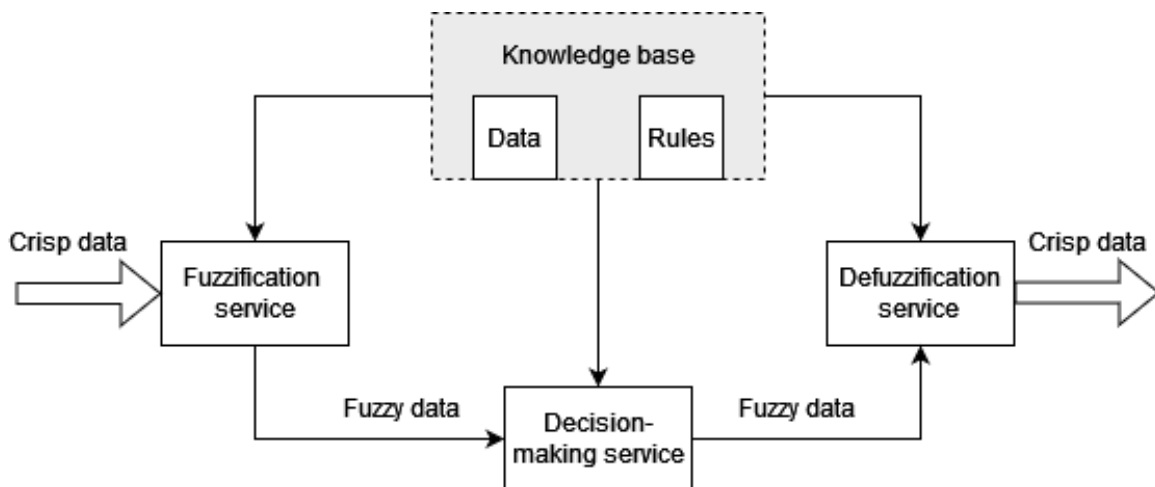 Knowledge base
Data
Rules
Crisp data
Fuzzification
service
Defuzzification
service
Crisp data
Fuzzy data
Decision-
making service
Fuzzy data